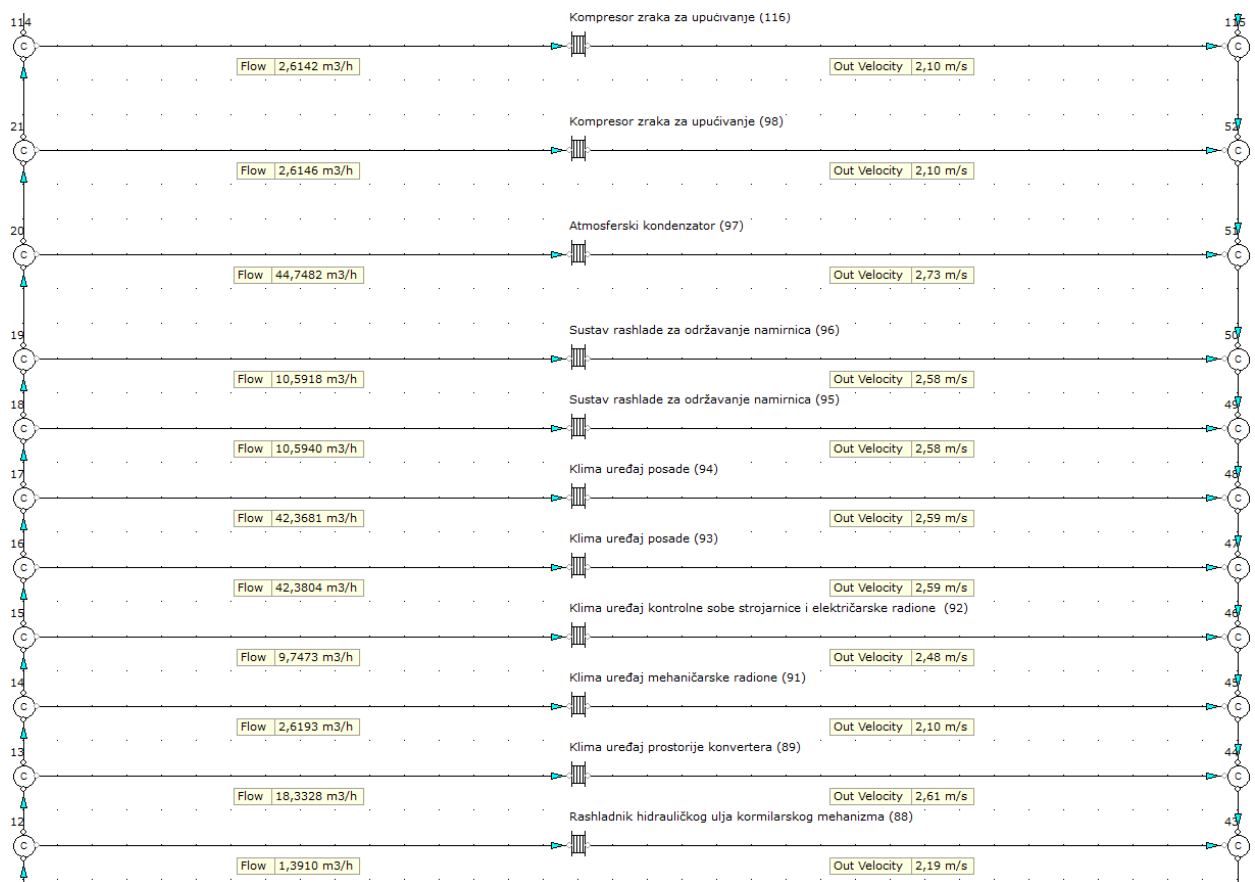 Kompresor zraka za upućivanje (116)
114
115
C
C
Flow 2,6142 m3/h
Out Velocity 2,10 m/s
Kompresor zraka za upućivanje (98)
21
52
C
C
Flow 2,6146 m3/h
Out Velocity 2,10 m/s
Atmosferski kondenzator (97)
20
51
C
C
Flow 44,7482 m3/h
Out Velocity 2,73 m/s
Sustav rashlade za održavanje namirnica (96)
19
50
C
C
Flow 10,5918 m3/h
Out Velocity 2,58 m/s
Sustav rashlade za održavanje namirnica (95)
18
49
C
C
Flow 10,5940 m3/h
Out Velocity 2,58 m/s
Klima uređaj posade (94)
17
48
C
C
Flow 42,3681 m3/h
Out Velocity 2,59 m/s
Klima uređaj posade (93)
16
47
C
C
Flow 42,3804 m3/h
Out Velocity 2,59 m/s
Klima uređaj kontrolne sobe strojarnice i električarske radione (92)
15
46
C
C
Flow 9,7473 m3/h
Out Velocity 2,48 m/s
Klima uređaj mehaničarske radione (91)
14
45
C
C
Flow 2,6193 m3/h
Out Velocity 2,10 m/s
Klima uređaj prostorije konvertera (89)
13
44
C
C
Flow 18,3328 m3/h
Out Velocity 2,61 m/s
Rashladnik hidrauličkog ulja kormilarskog mehanizma (88)
12
43
C
C
Flow 1,3910 m3/h
Out Velocity 2,19 m/s